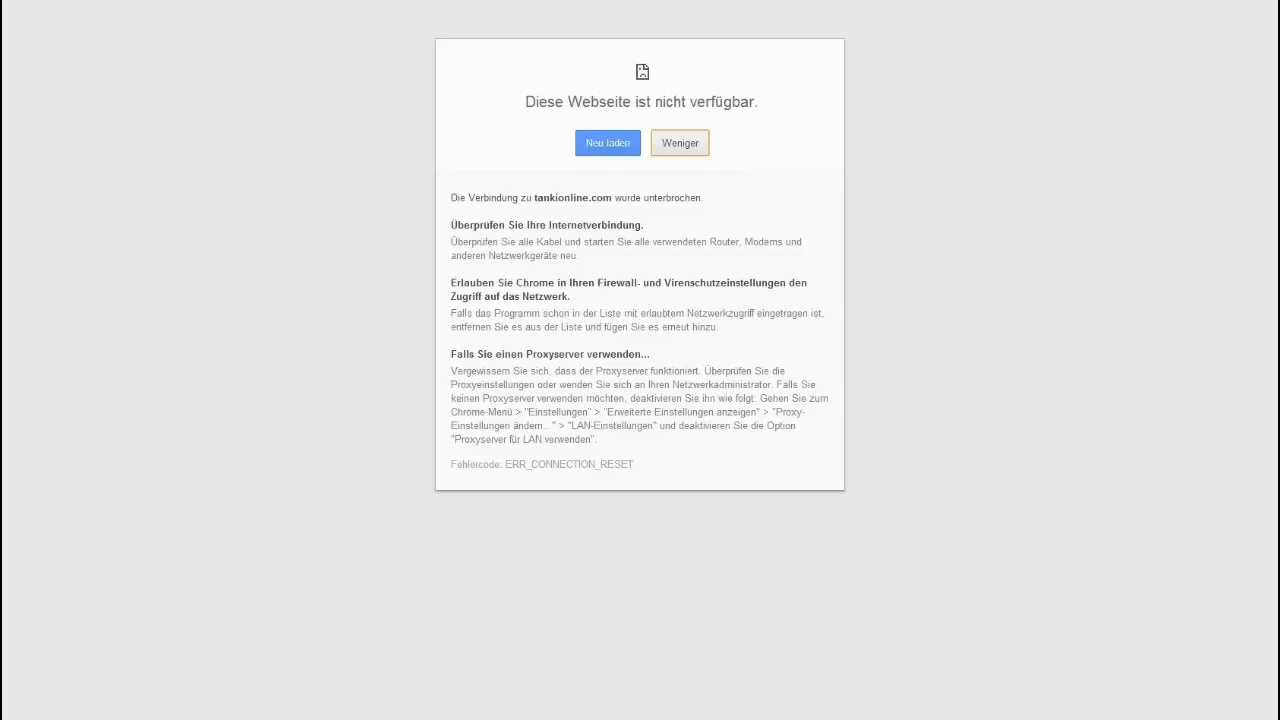 Diese Webseite ist nicht verfügbar.
Neu laden
Weniger
Die Verbindung zu tankionline.com wurde unterbrochen.
Überprüfen Sie Ihre Internetverbindung.
Überprüfen Sie alle Kabel und starten Sie alle verwendeten Router, Modems und
anderen Netzwerkgeräte neu.
Erlauben Sie Chrome in Ihren Firewall- und Virenschutzeinstellungen den
Zugriff auf das Netzwerk.
Falls das Programm schon in der Liste mit erlaubtem Netzwerkzugriff eingetragen ist,
entfernen Sie es aus der Liste und fügen Sie es erneut hinzu.
Falls Sie einen Proxyserver verwenden...
Vergewissern Sie sich, dass der Proxyserver funktioniert. Überprüfen Sie die
Proxyeinstellungen oder wenden Sie sich an Ihren Netzwerkadministrator. Falls Sie
keinen Proxyserver verwenden möchten, deaktivieren Sie ihn wie folgt: Gehen Sie zum
Chrome-Menü > "Einstellungen" > "Erweiterte Einstellungen anzeigen" > "Proxy-
Einstellungen ändern..." > "LAN-Einstellungen" und deaktivieren Sie die Option
"Proxyserver für LAN verwenden".
Fehlercode: ERR_CONNECTION_RESET